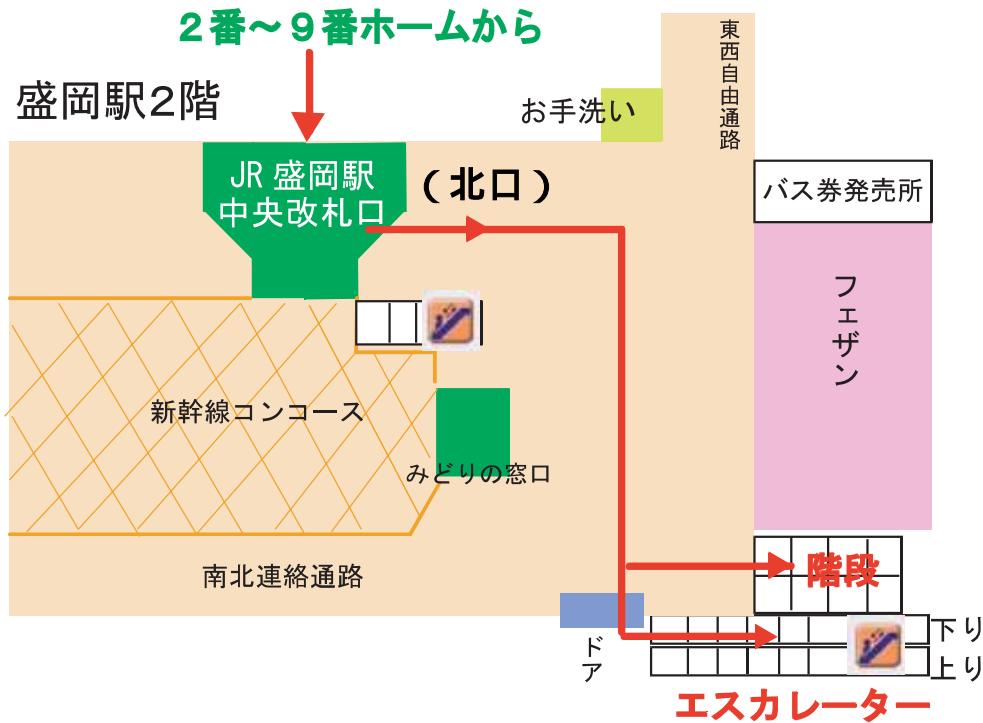 ２番～９番ホームから
盛岡駅２階
東西自由通路
お手洗い
JR 盛岡駅
中央改札口
（北口）
バス券発売所
フェザン
新幹線コンコース
みどりの窓口
南北連絡通路
階段
ドア
下り
上り
エスカレーター